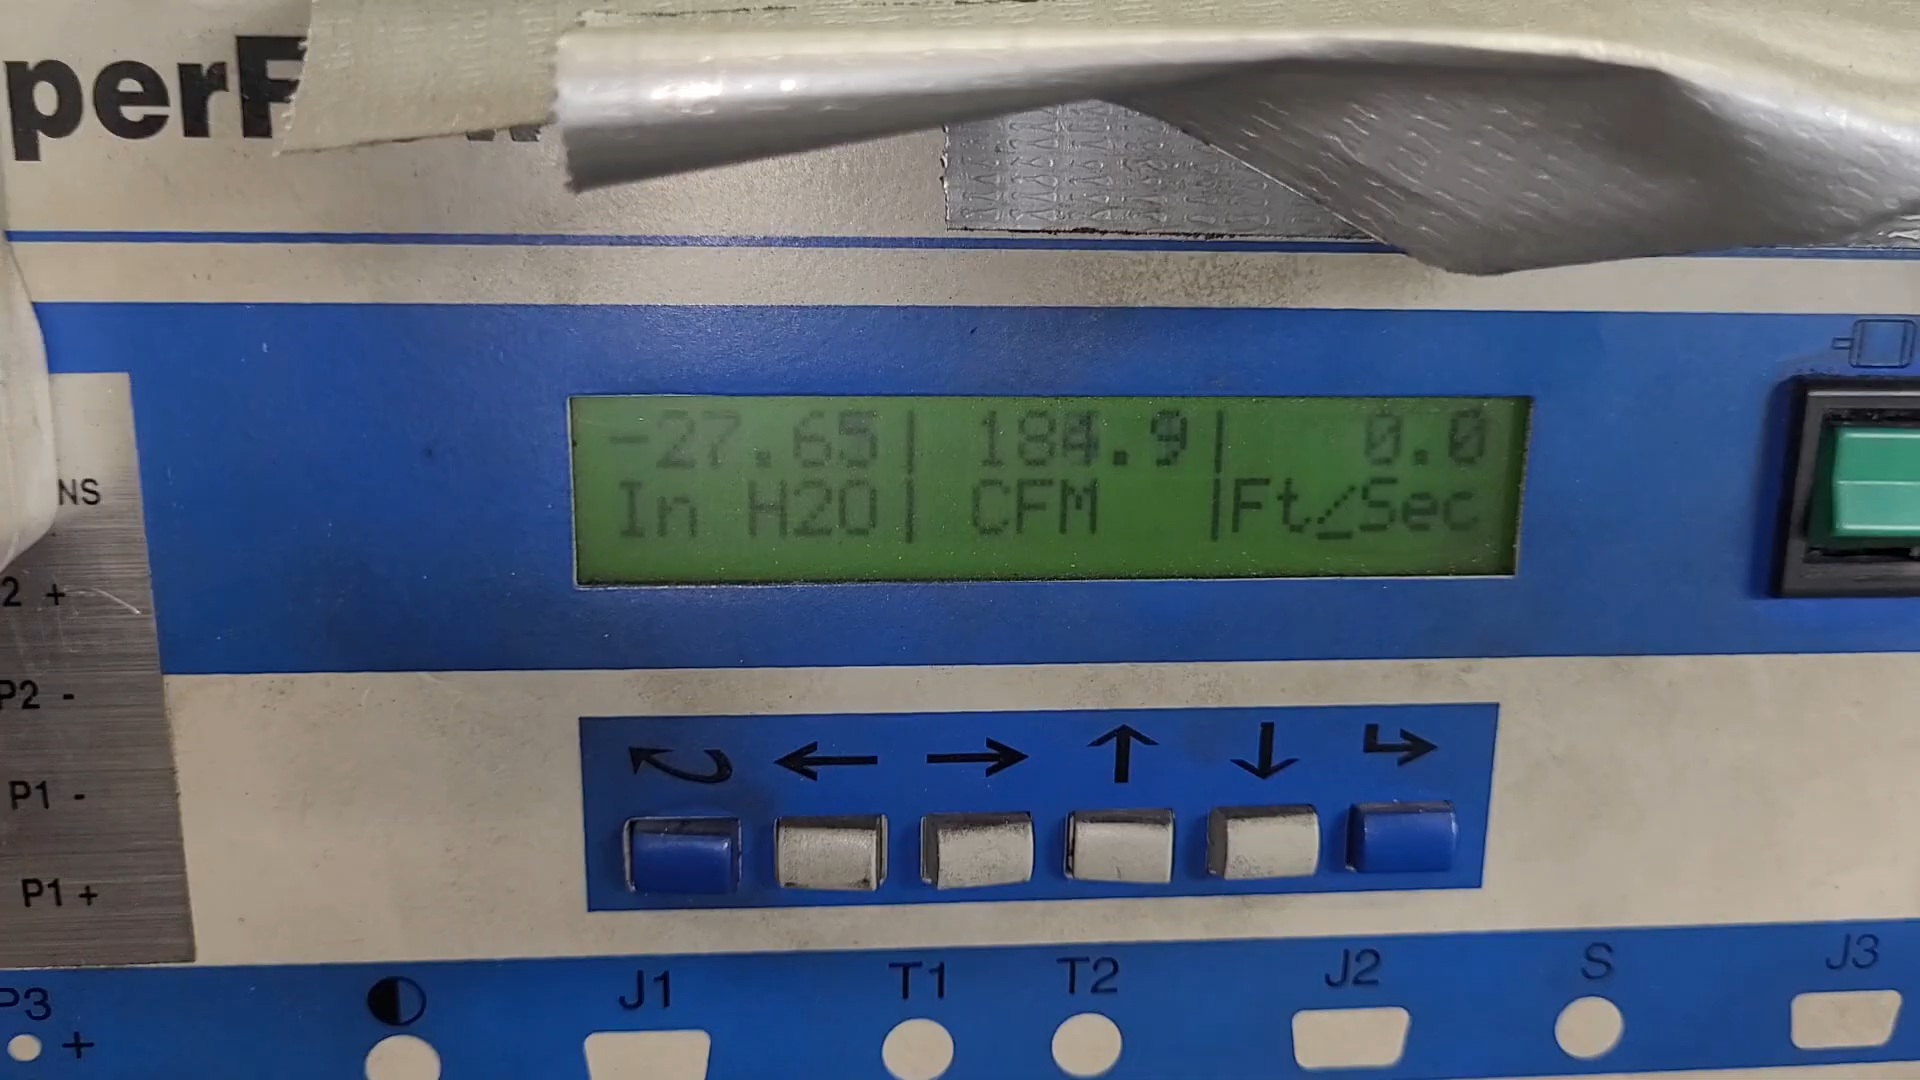 perF
-27.65| 184.9| 0.0
In H2O| CFM |Ft/Sec
NS
2 +
P2 -
P1 -
P1 +
J1
T1
T2
J2
S
J3
P3
+